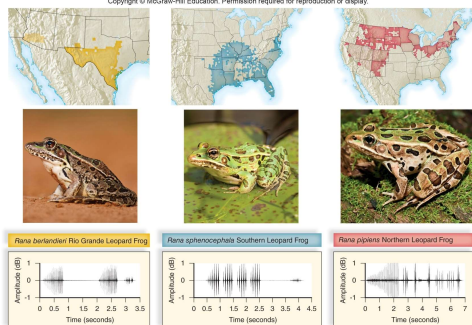 Copyright © McGraw-Hill Education. Permission required for reproduction or display.
Rana berlandieri Rio Grande Leopard Frog
Rana sphenocephala Southern Leopard Frog
Rana pipiens Northern Leopard Frog
Amplitude (dB)
1
0
-1
0 0.5 1 1.5 2 2.5 3 3.5
Time (seconds)
Amplitude (dB)
1
0
-1
0 0.5 1 1.5 2 2.5 3 3.5 4 4.5
Time (seconds)
Amplitude (dB)
1
0
-1
0 1 2 3 4 5 6 7
Time (seconds)